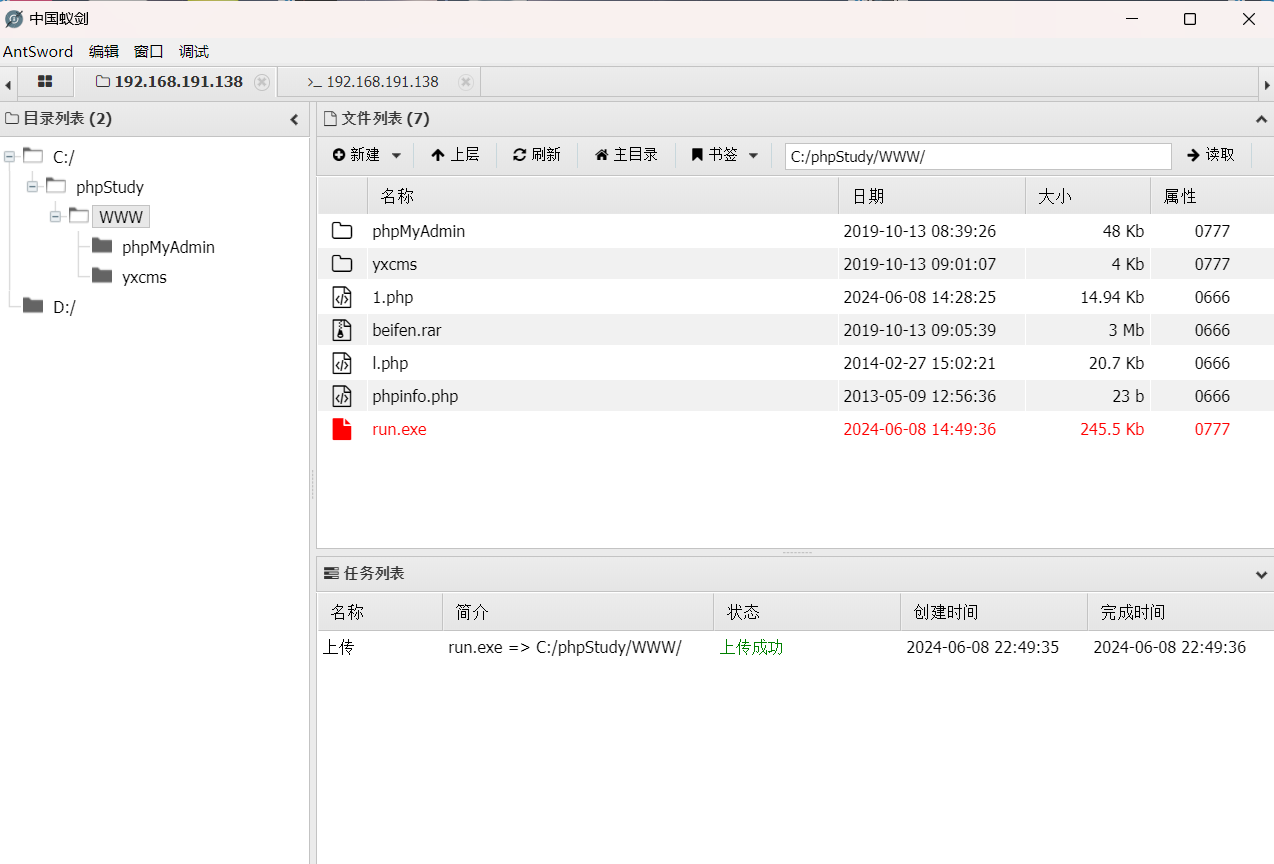 中国蚁剑
AntSword 编辑 窗口 调试
192.168.191.138 >_ 192.168.191.138
目录列表 (2)
C:/
phpStudy
WWW
phpMyAdmin
yxcms
D:/
文件列表 (7)
新建 上层 刷新 主目录 书签 C:/phpStudy/WWW/ 读取
名称 日期 大小 属性
phpMyAdmin 2019-10-13 08:39:26 48 Kb 0777
yxcms 2019-10-13 09:01:07 4 Kb 0777
1.php 2024-06-08 14:28:25 14.94 Kb 0666
beifen.rar 2019-10-13 09:05:39 3 Mb 0666
l.php 2014-02-27 15:02:21 20.7 Kb 0666
phpinfo.php 2013-05-09 12:56:36 23 b 0666
run.exe 2024-06-08 14:49:36 245.5 Kb 0777
任务列表
名称 简介 状态 创建时间 完成时间
上传 run.exe => C:/phpStudy/WWW/ 上传成功 2024-06-08 22:49:35 2024-06-08 22:49:36